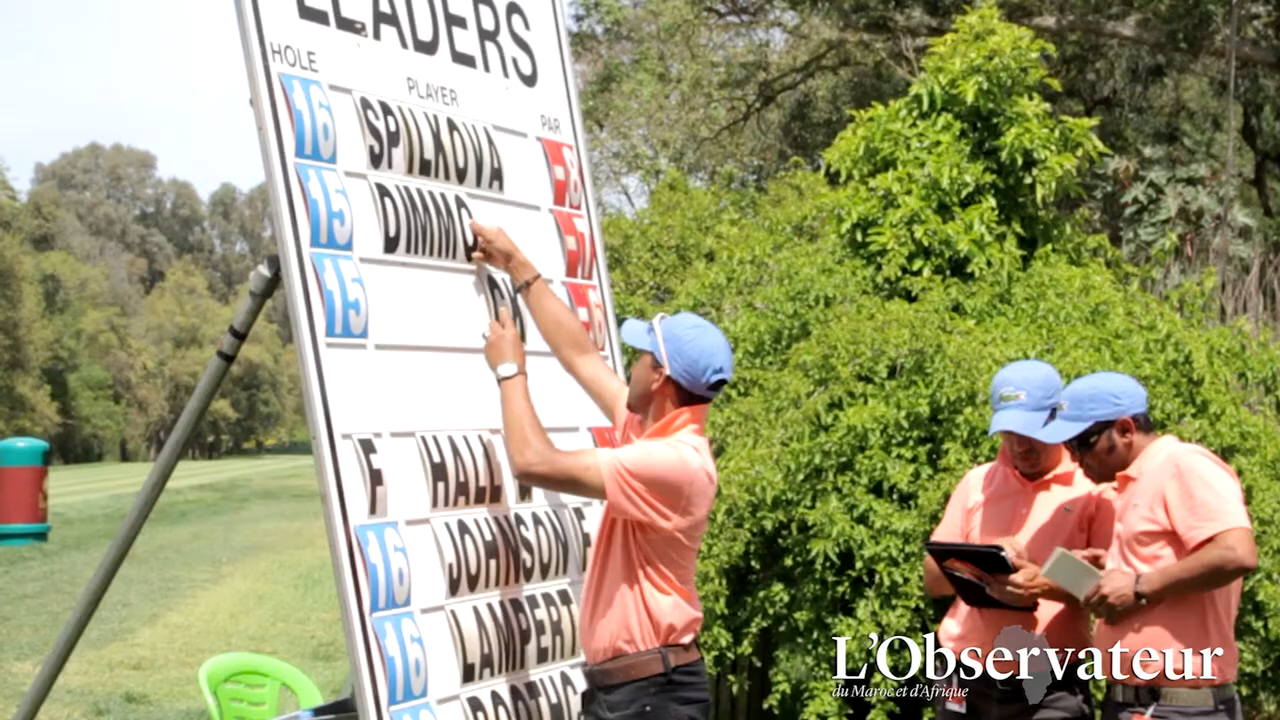 LEADERS
HOLE PLAYER PAR
16 SPILKOVA -8
15 DIMMO -7
15 -6
F HALL
16 JOHNSON F
16 LAMPERT
L'Observateur
du Maroc et d'Afrique